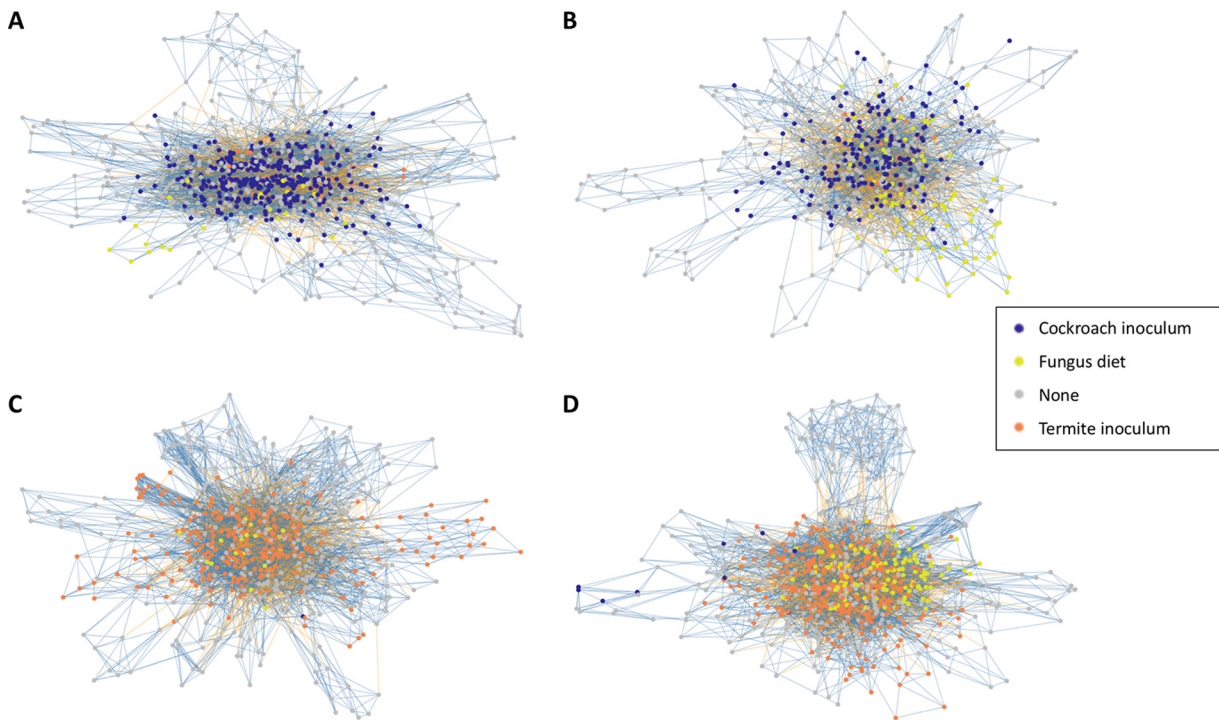 A
B
Cockroach inoculum
Fungus diet
None
Termite inoculum
C
D